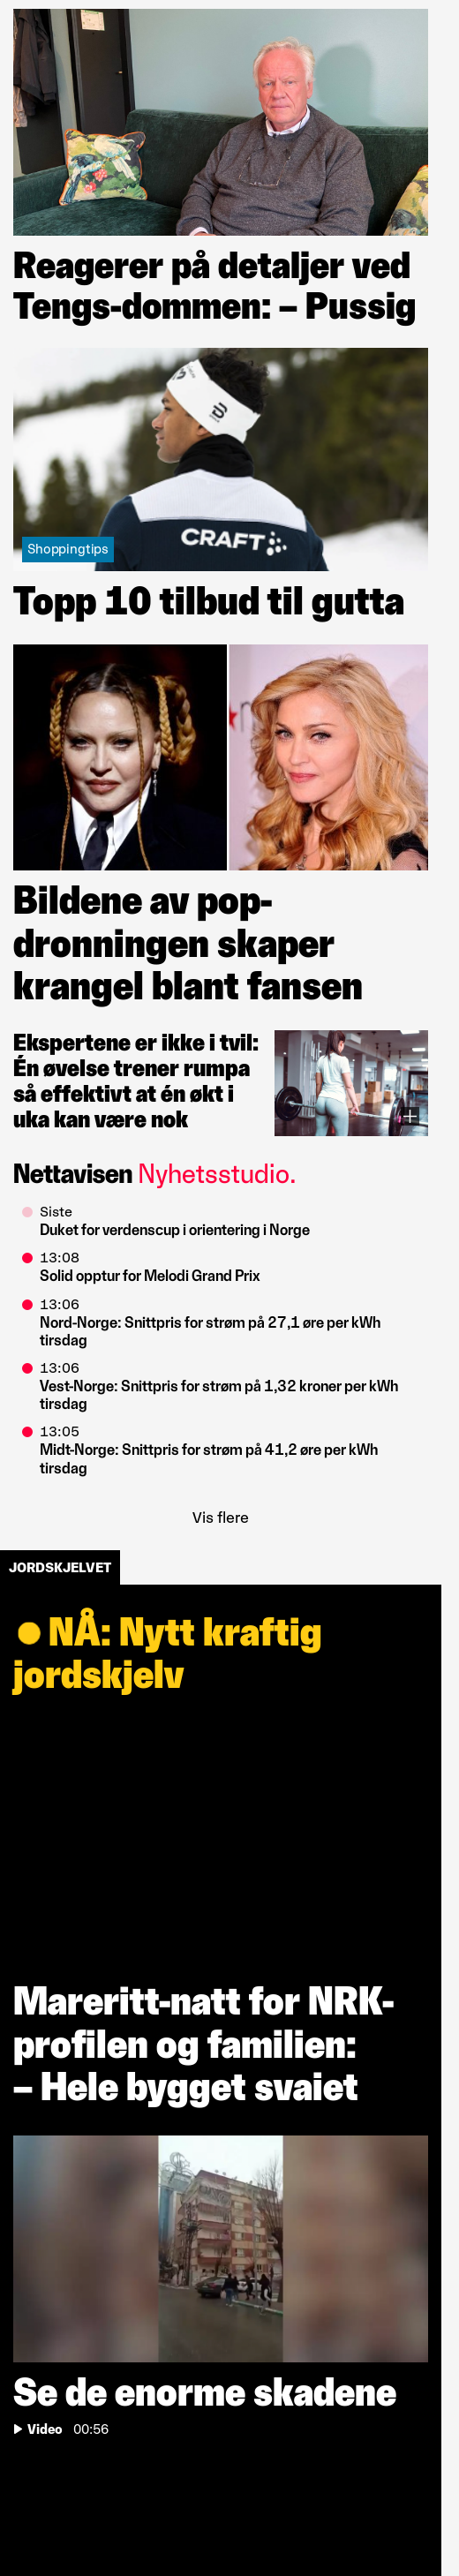 Reagerer på detaljer ved
Tengs-dommen: – Pussig
CRAFT
Shoppingtips
Topp 10 tilbud til gutta
Bildene av pop-
dronningen skaper
krangel blant fansen
Ekspertene er ikke i tvil:
Én øvelse trener rumpa
så effektivt at én økt i
uka kan være nok
Nettavisen Nyhetsstudio.
Siste
Duket for verdenscup i orientering i Norge
13:08
Solid opptur for Melodi Grand Prix
13:06
Nord-Norge: Snittpris for strøm på 27,1 øre per kWh
tirsdag
13:06
Vest-Norge: Snittpris for strøm på 1,32 kroner per kWh
tirsdag
13:05
Midt-Norge: Snittpris for strøm på 41,2 øre per kWh
tirsdag
Vis flere
JORDSKJELVET
NÅ: Nytt kraftig
jordskjelv
Mareritt-natt for NRK-
profilen og familien:
– Hele bygget svaiet
Se de enorme skadene
Video 00:56